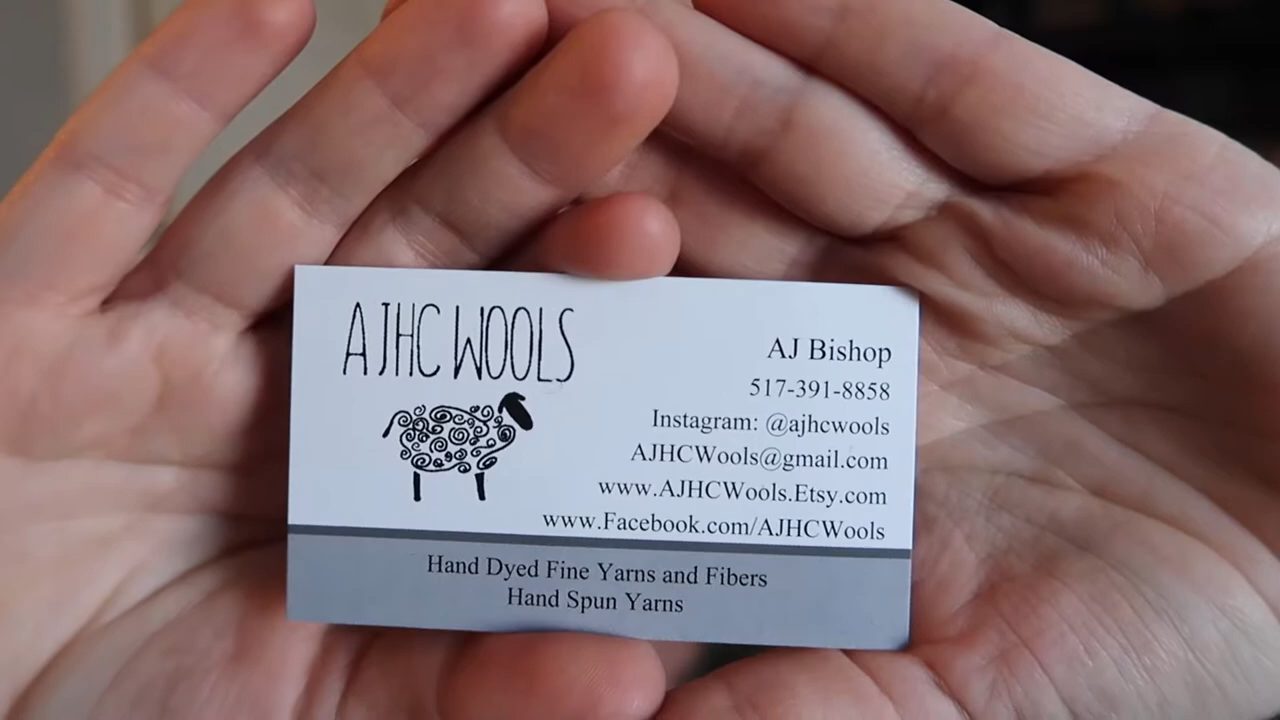 AJHC WOOLS
AJ Bishop
517-391-8858
Instagram: @ajhcwools
AJHCWools@gmail.com
www.AJHCWools.Etsy.com
www.Facebook.com/AJHCWools
Hand Dyed Fine Yarns and Fibers
Hand Spun Yarns